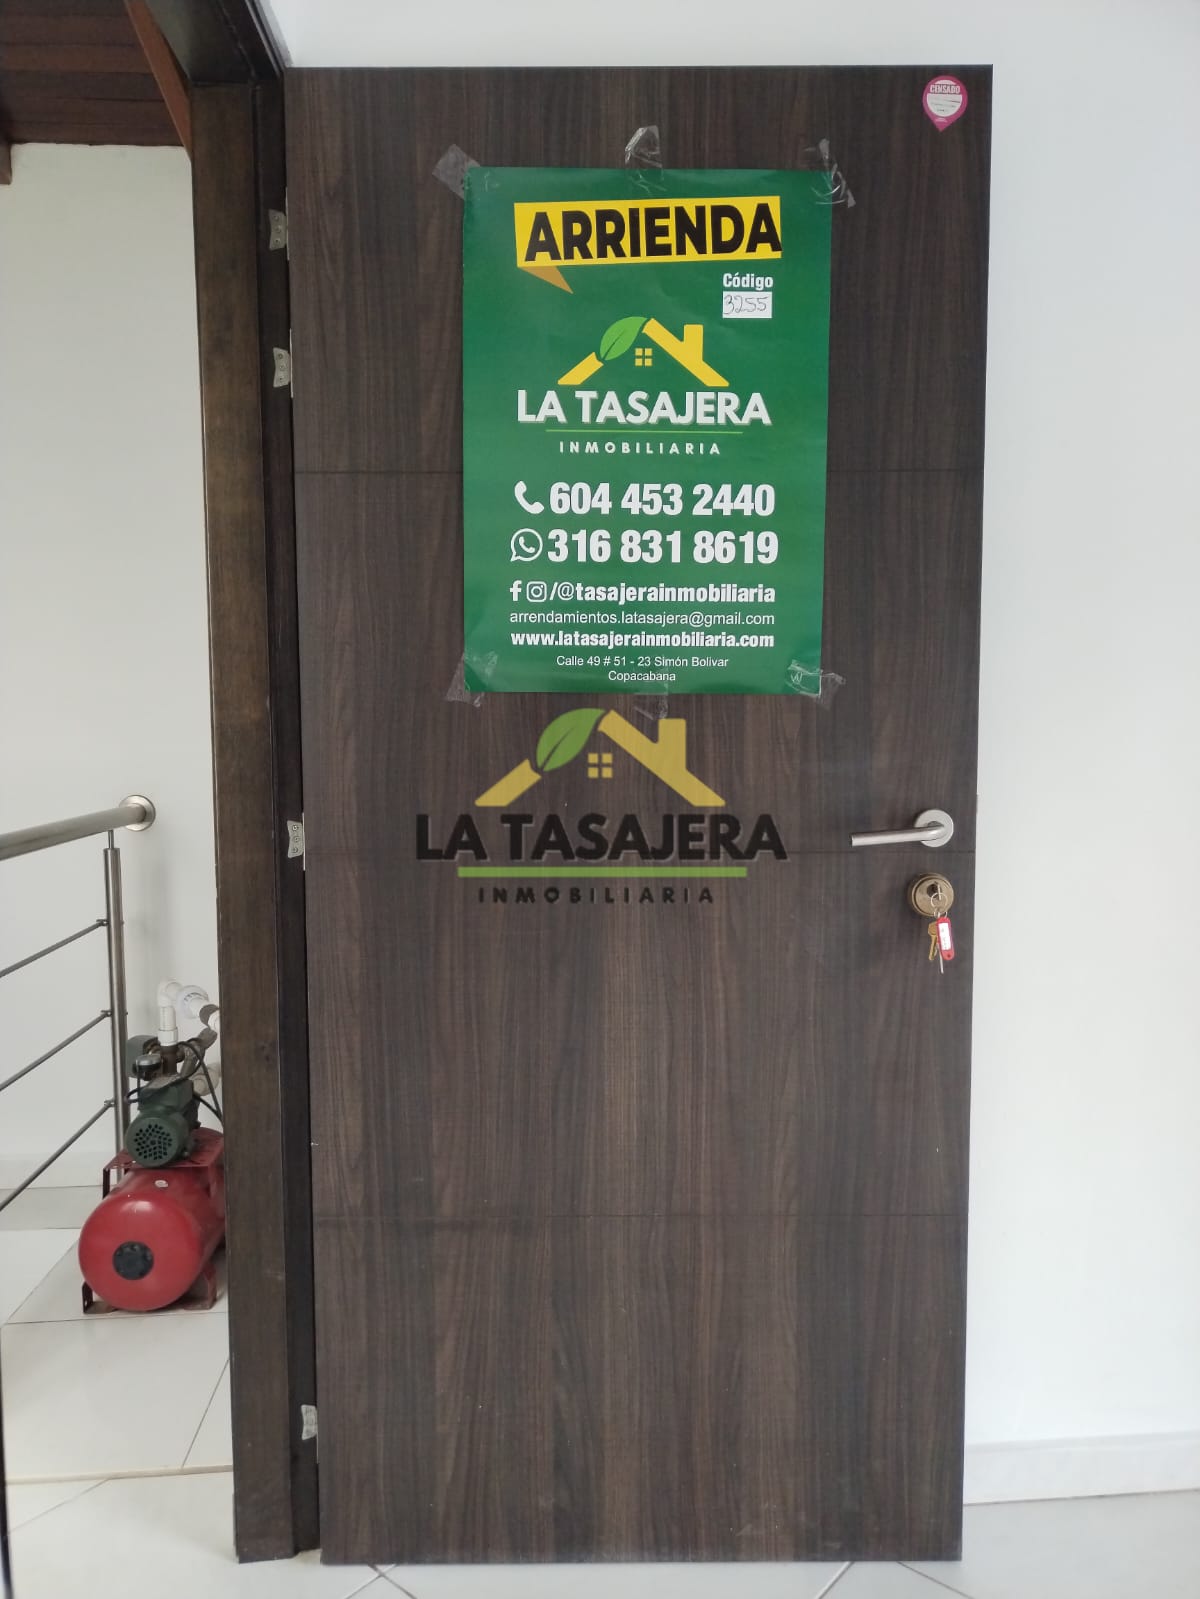 CENSADO
ARRIENDA
Código
3255
LA TASAJERA
INMOBILIARIA
604 453 2440
316 831 8619
/@tasajerainmobiliaria
arrendamientos.latasajera@gmail.com
www.latasajerainmobiliaria.com
Calle 49 # 51 - 23 Simón Bolivar
Copacabana
LA TASAJERA
INMOBILIARIA